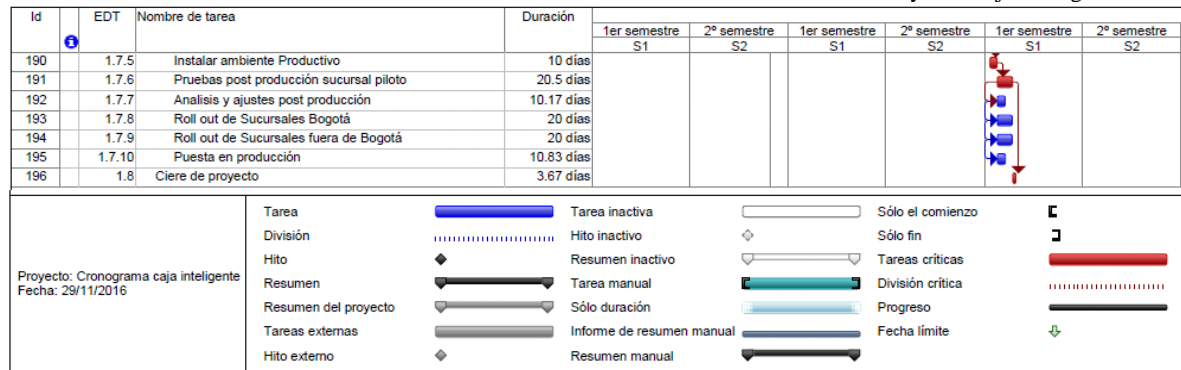 Id EDT Nombre de tarea Duración
1er semestre 2º semestre 1er semestre 2º semestre 1er semestre 2º semestre
S1 S2 S1 S2 S1 S2
190 1.7.5 Instalar ambiente Productivo 10 días
191 1.7.6 Pruebas post producción sucursal piloto 20.5 días
192 1.7.7 Analisis y ajustes post producción 10.17 días
193 1.7.8 Roll out de Sucursales Bogotá 20 días
194 1.7.9 Roll out de Sucursales fuera de Bogotá 20 días
195 1.7.10 Puesta en producción 10.83 días
196 1.8 Ciere de proyecto 3.67 días
Proyecto: Cronograma caja inteligente
Fecha: 29/11/2016
Tarea Tarea inactiva Sólo el comienzo
División Hito inactivo Sólo fin
Hito Resumen inactivo Tareas críticas
Resumen Tarea manual División crítica
Resumen del proyecto Sólo duración Progreso
Tareas externas Informe de resumen manual Fecha límite
Hito externo Resumen manual